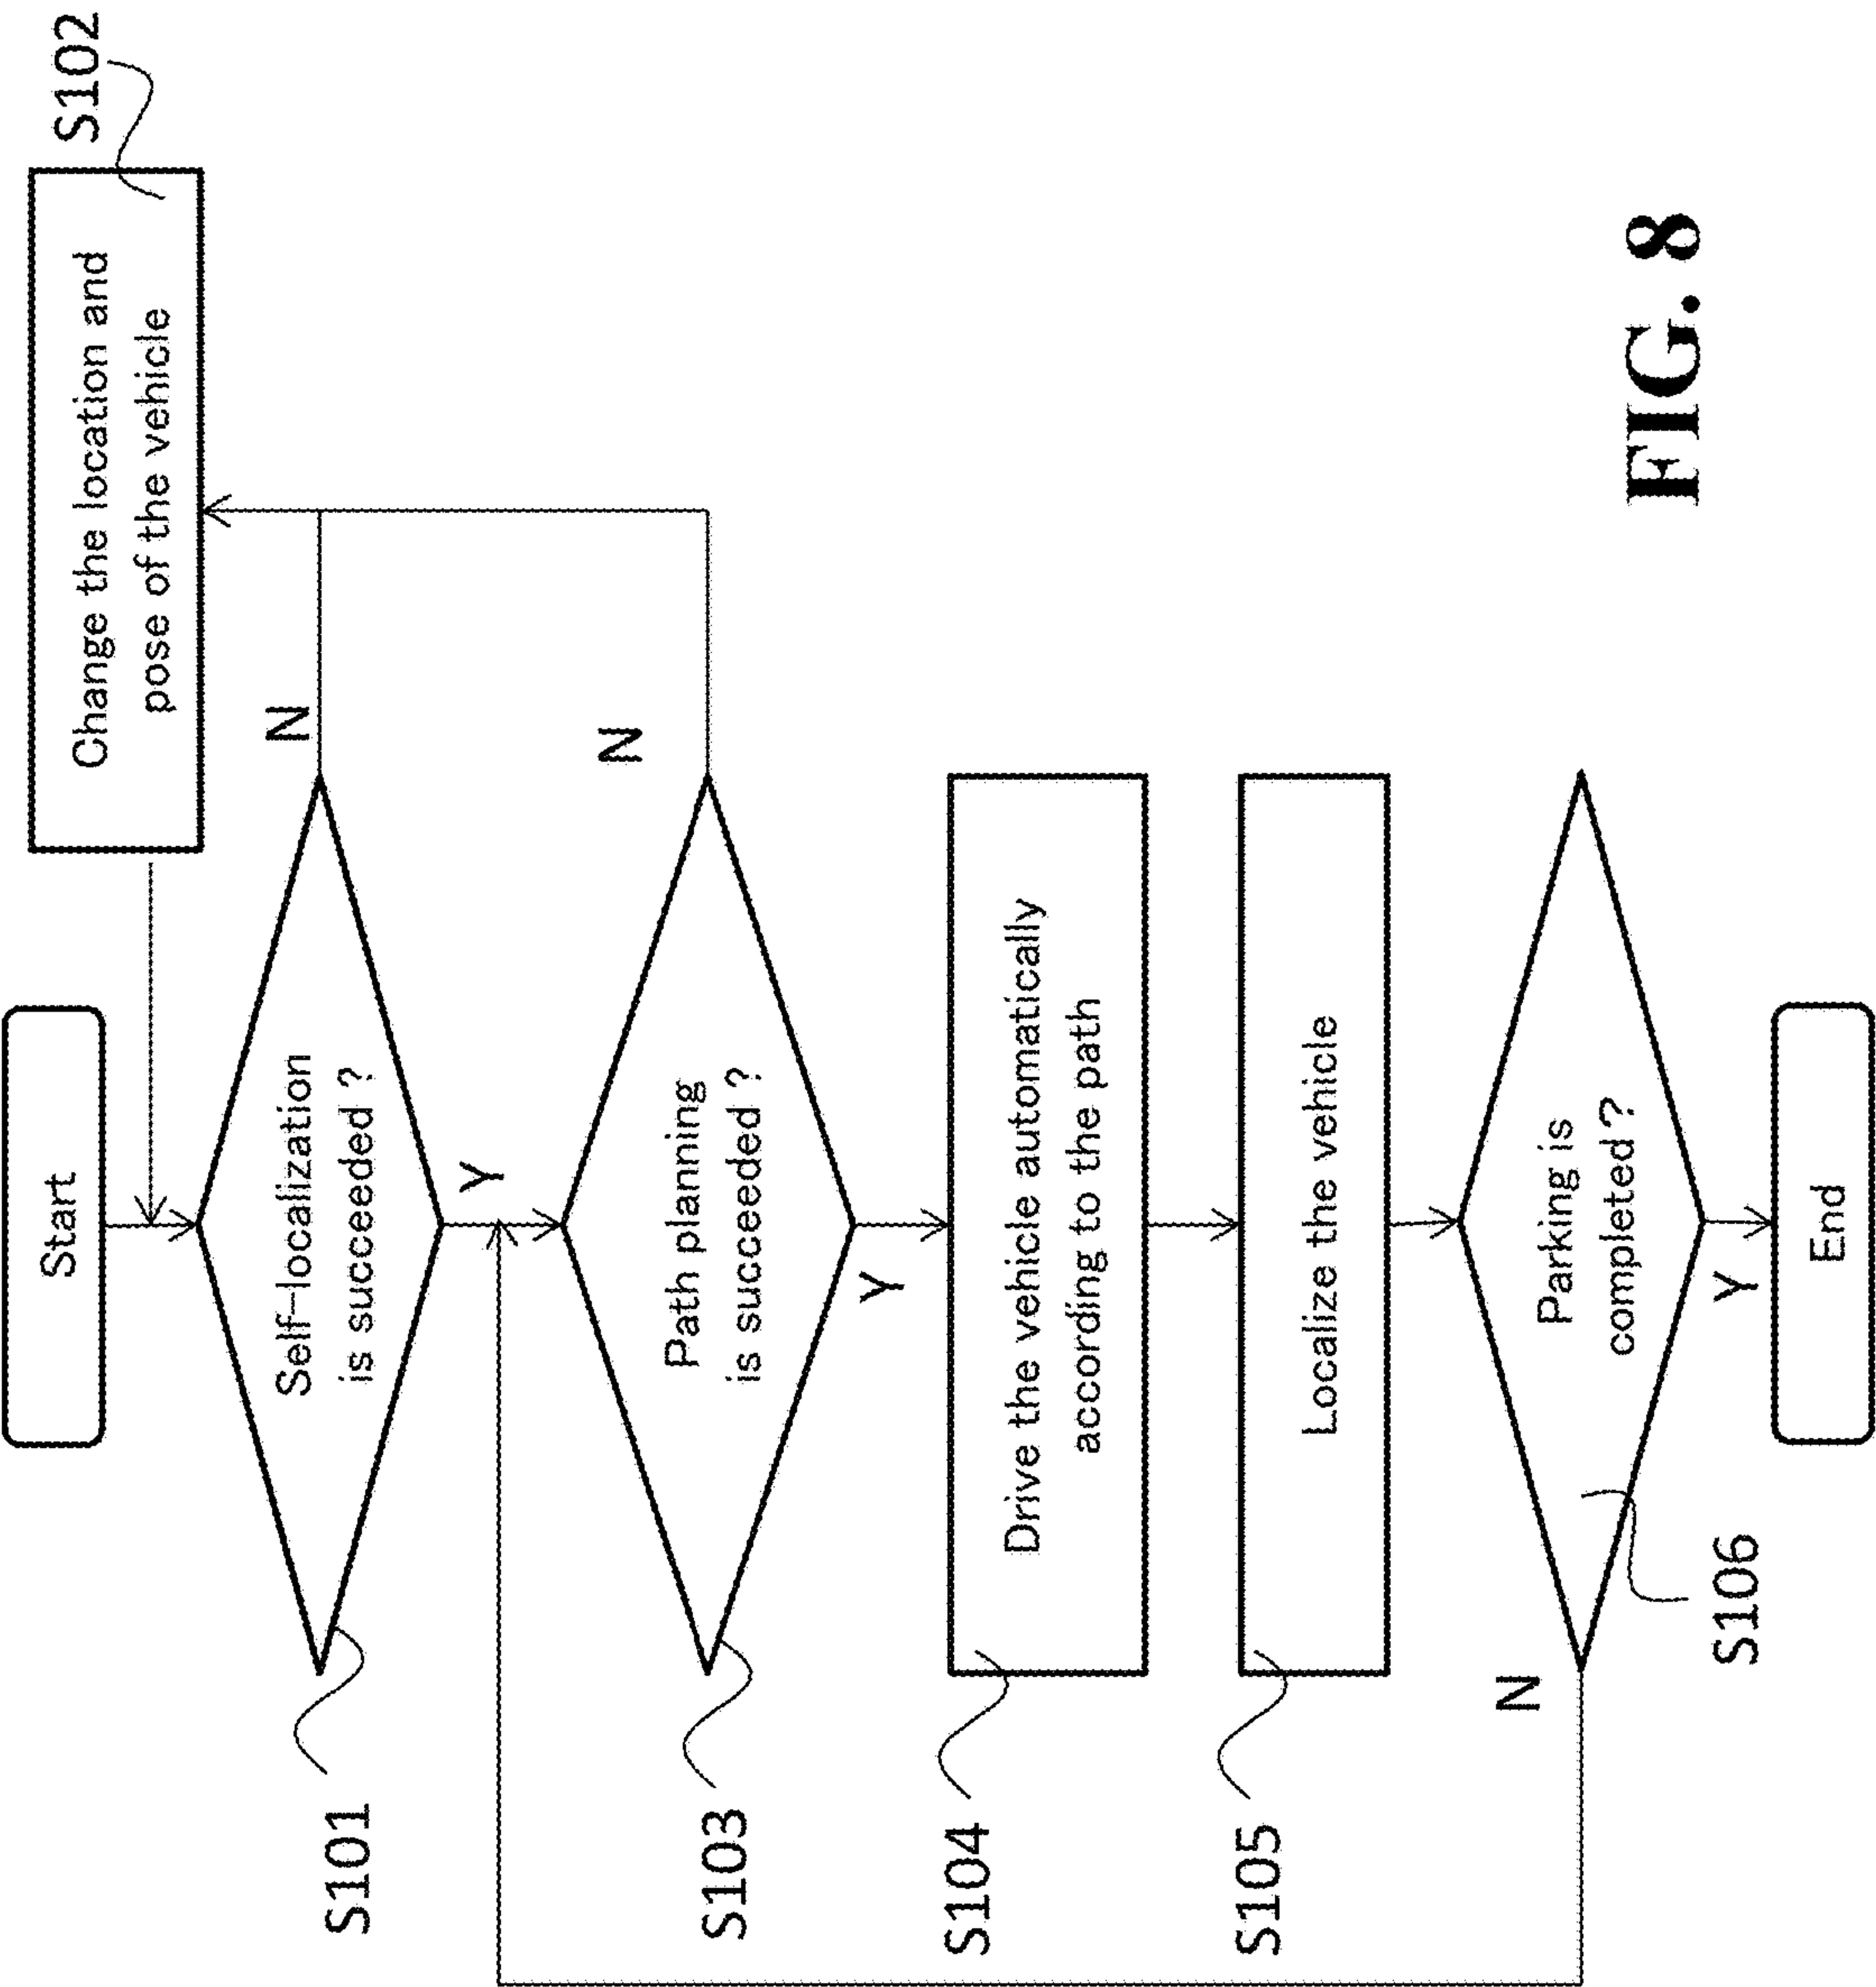 Start
S102
Change the location and
pose of the vehicle
S101
Self-localization
is succeeded ?
N
Y
S103
Path planning
is succeeded ?
N
Y
S104
Drive the vehicle automatically
according to the path
S105
Localize the vehicle
N
Parking is
completed ?
S106
Y
End
FIG. 8